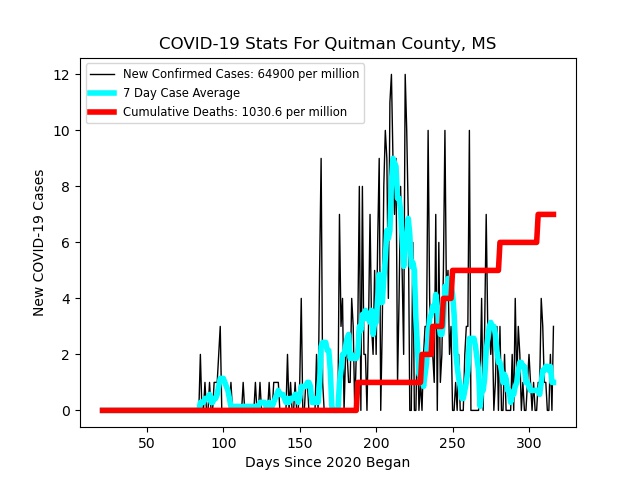 COVID-19 Stats For Quitman County, MS
New Confirmed Cases: 64900 per million
7 Day Case Average
Cumulative Deaths: 1030.6 per million
12
10
8
6
4
2
0
New COVID-19 Cases
50 100 150 200 250 300
Days Since 2020 Began